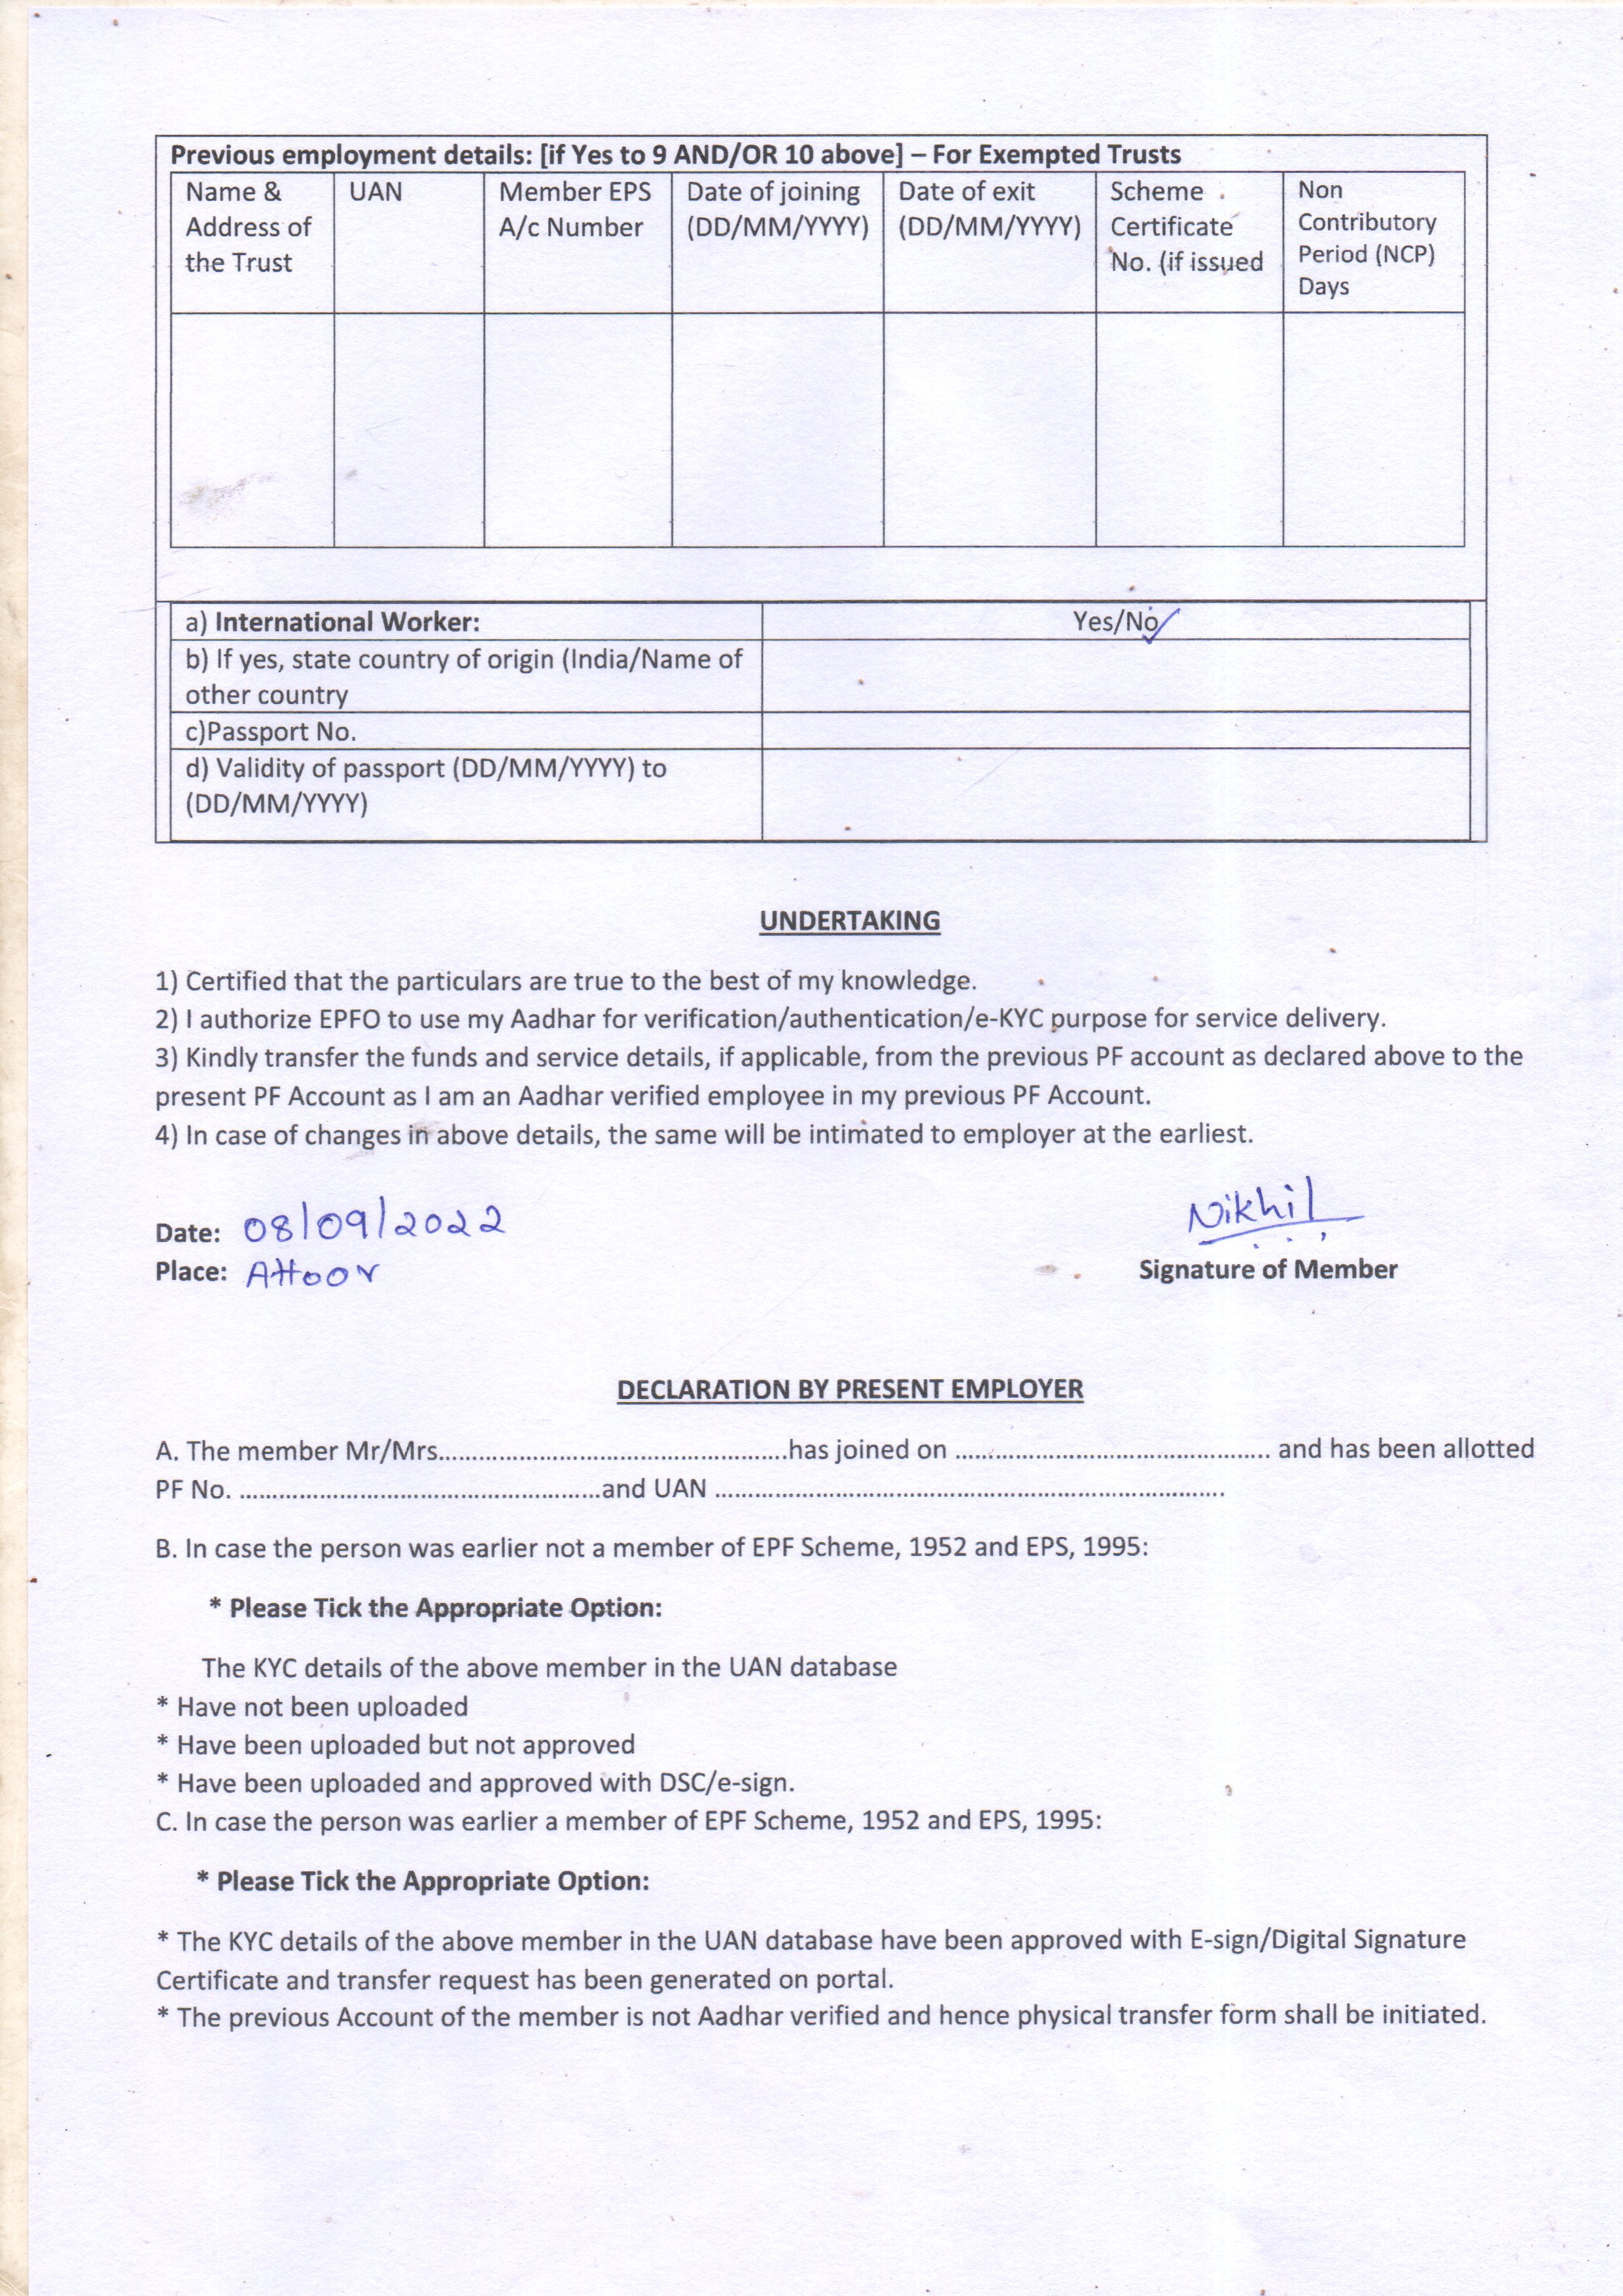 Previous employment details: [if Yes to 9 AND/OR 10 above] – For Exempted Trusts
Name & Address of the Trust
UAN
Member EPS A/c Number
Date of joining (DD/MM/YYYY)
Date of exit (DD/MM/YYYY)
Scheme Certificate No. (if issued
Non Contributory Period (NCP) Days
a) International Worker:
Yes/No ✓
b) If yes, state country of origin (India/Name of
other country
c)Passport No.
d) Validity of passport (DD/MM/YYYY) to
(DD/MM/YYYY)
UNDERTAKING
1) Certified that the particulars are true to the best of my knowledge.
2) I authorize EPFO to use my Aadhar for verification/authentication/e-KYC purpose for service delivery.
3) Kindly transfer the funds and service details, if applicable, from the previous PF account as declared above to the
present PF Account as I am an Aadhar verified employee in my previous PF Account.
4) In case of changes in above details, the same will be intimated to employer at the earliest.
Nikhil
Date: 08/09/2022
Place: Attoor
Signature of Member
DECLARATION BY PRESENT EMPLOYER
A. The member Mr/Mrs....................................................has joined on ............................................... and has been allotted
PF No. ......................................................and UAN ............................................................................
B. In case the person was earlier not a member of EPF Scheme, 1952 and EPS, 1995:
* Please Tick the Appropriate Option:
The KYC details of the above member in the UAN database
* Have not been uploaded
* Have been uploaded but not approved
* Have been uploaded and approved with DSC/e-sign.
C. In case the person was earlier a member of EPF Scheme, 1952 and EPS, 1995:
* Please Tick the Appropriate Option:
* The KYC details of the above member in the UAN database have been approved with E-sign/Digital Signature
Certificate and transfer request has been generated on portal.
* The previous Account of the member is not Aadhar verified and hence physical transfer form shall be initiated.